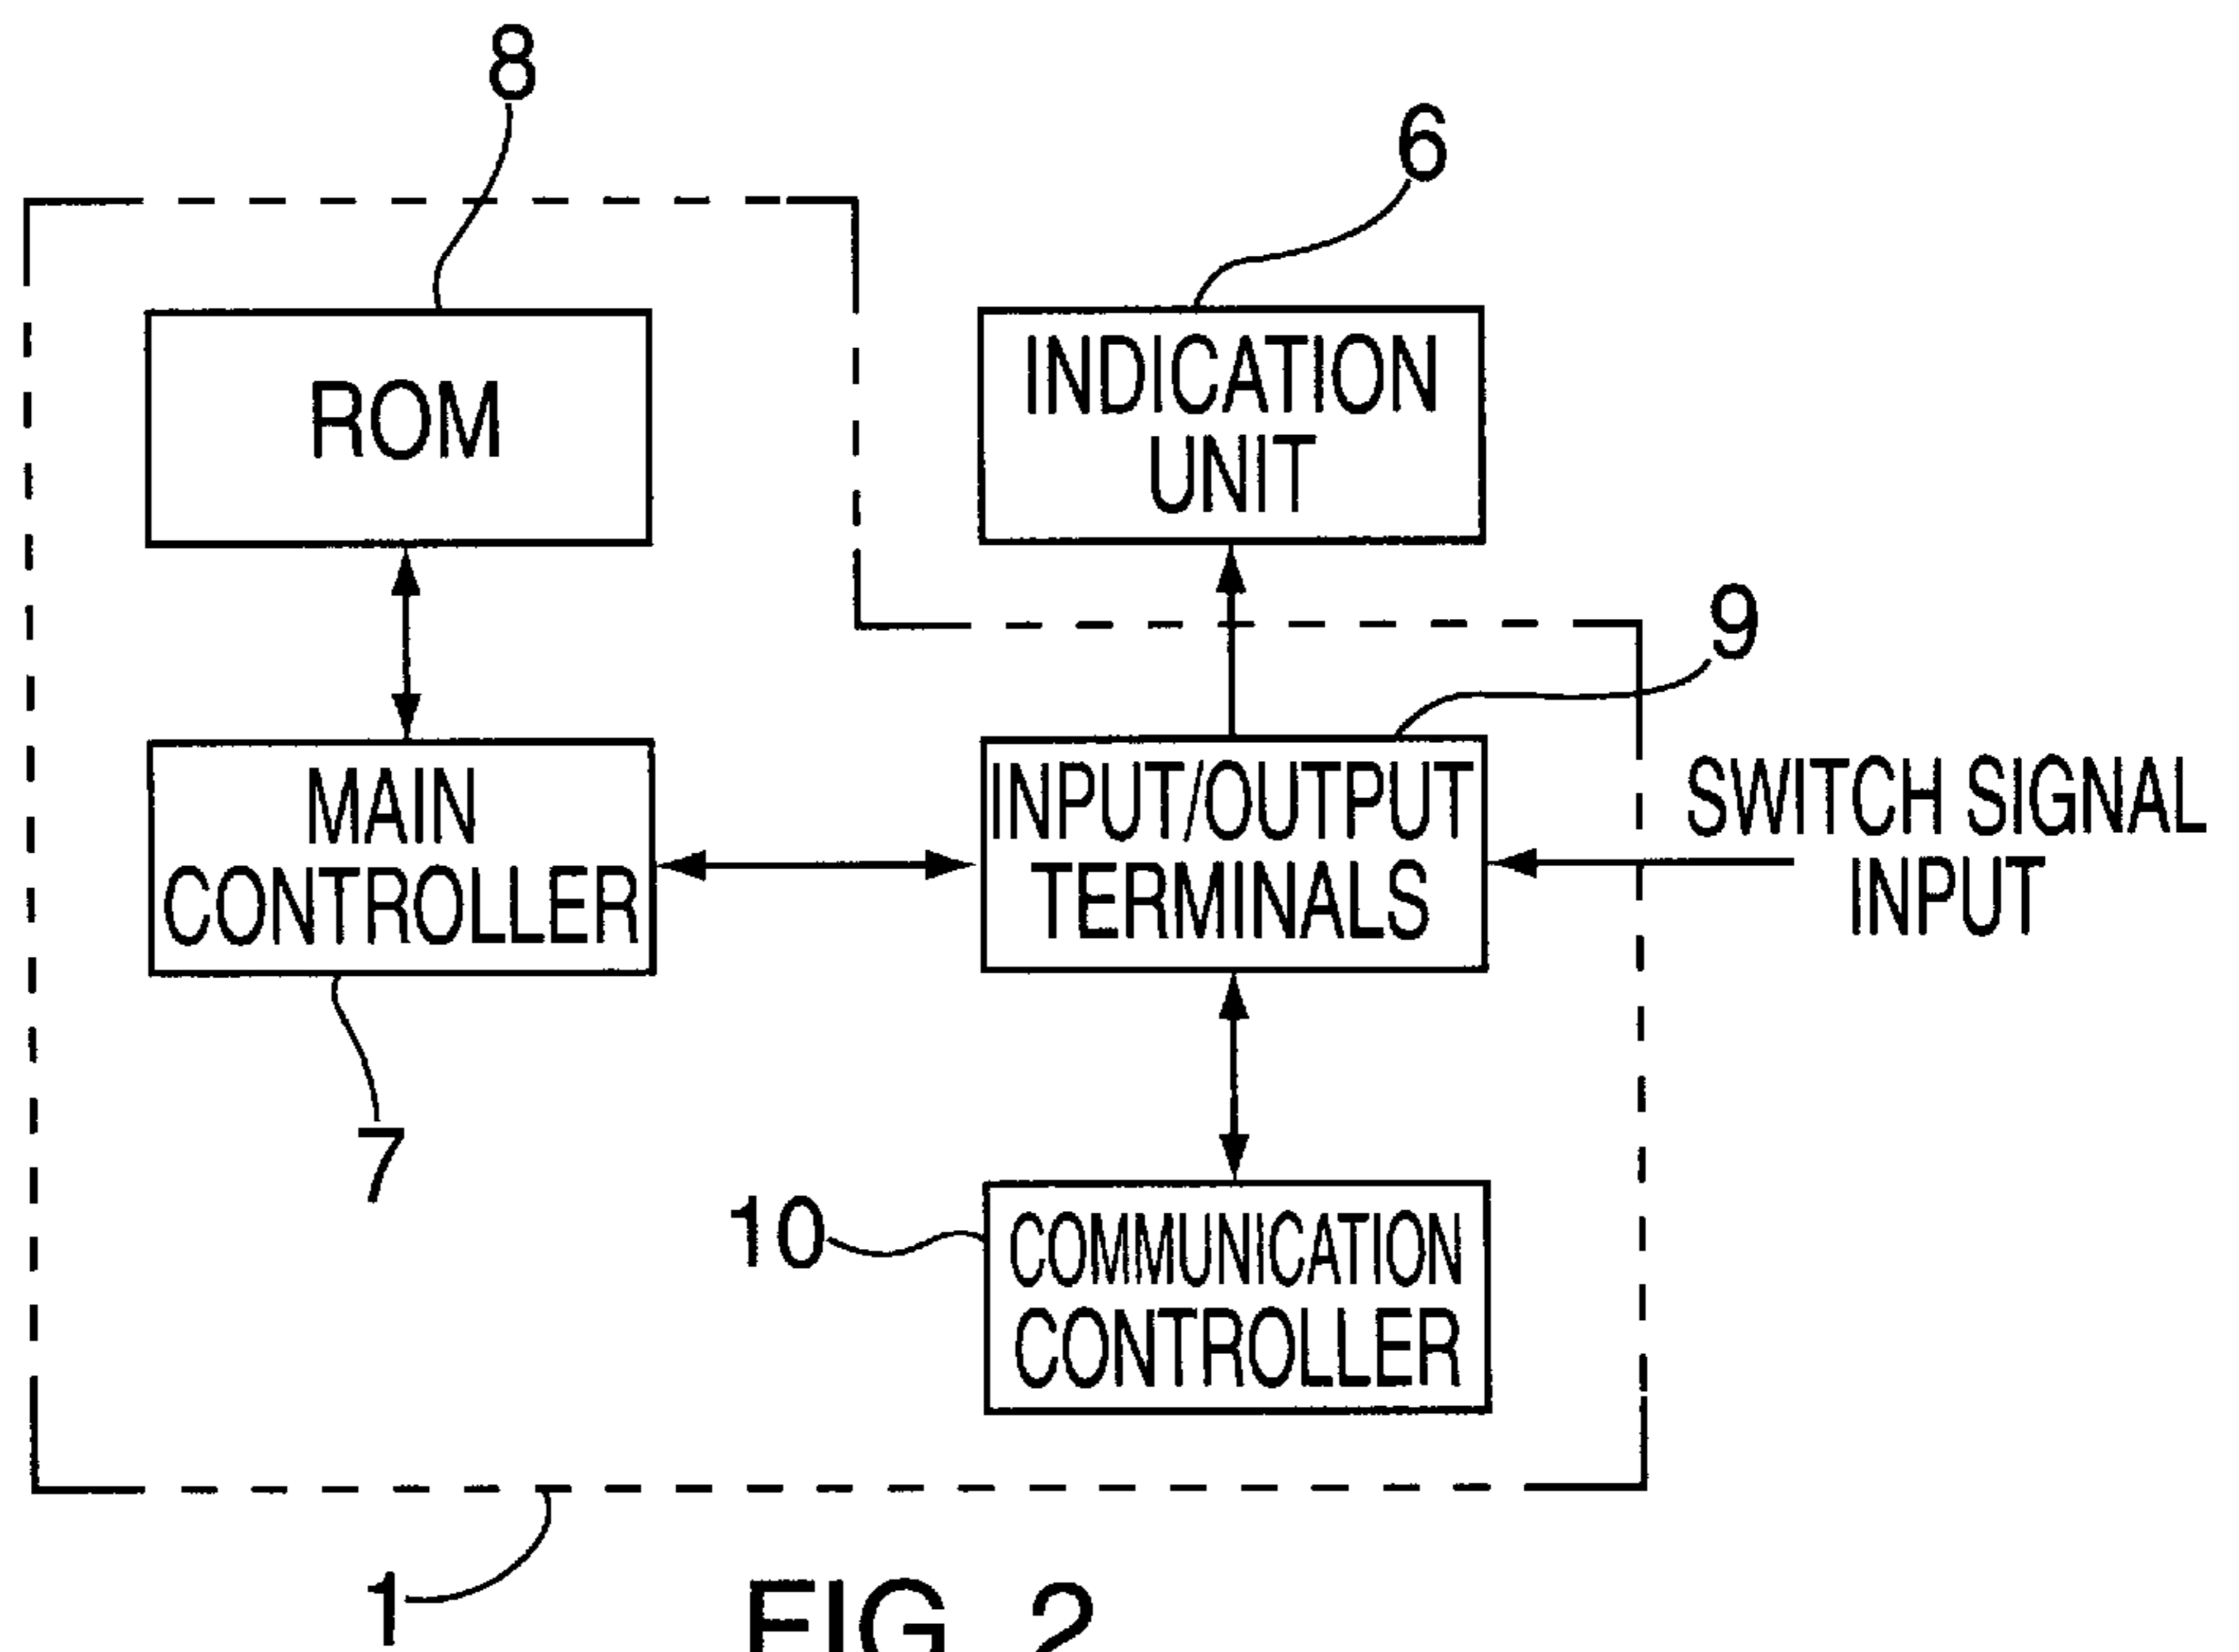 8
6
ROM
INDICATION
UNIT
9
MAIN
CONTROLLER
INPUT/OUTPUT
TERMINALS
SWITCH SIGNAL
INPUT
7
10
COMMUNICATION
CONTROLLER
1
FIG. 2